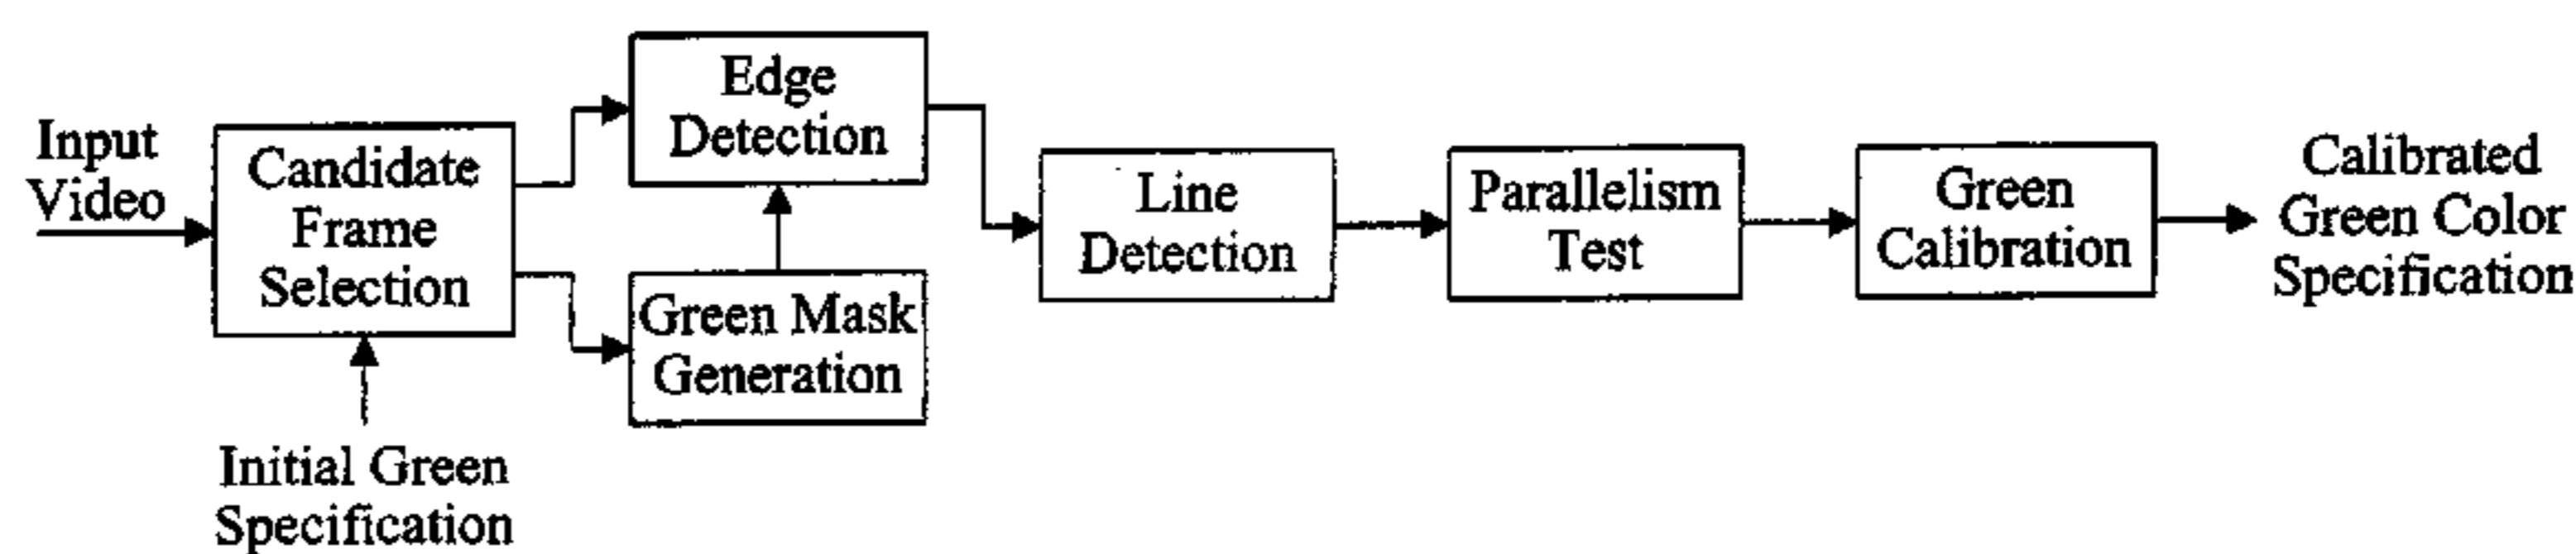 Input
Video
Candidate
Frame
Selection
Initial Green
Specification
Edge
Detection
Green Mask
Generation
Line
Detection
Parallelism
Test
Green
Calibration
Calibrated
Green Color
Specification